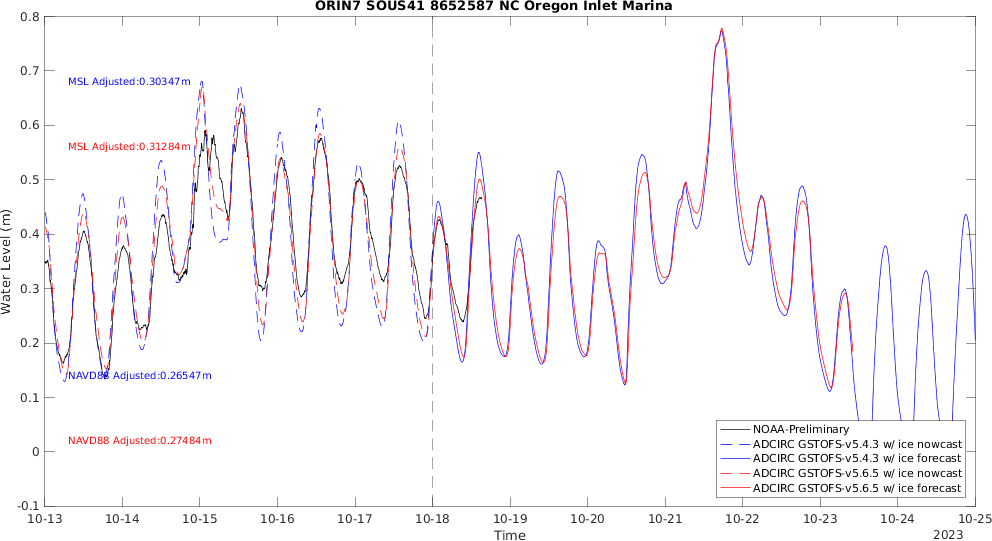 ORIN7 SOUS41 8652587 NC Oregon Inlet Marina
0.8
0.7
0.6
0.5
0.4
0.3
0.2
0.1
0
-0.1
Water Level (m)
MSL Adjusted:0.30347m
MSL Adjusted:0.31284m
NAVD88 Adjusted:0.26547m
NAVD88 Adjusted:0.27484m
NOAA-Preliminary
ADCIRC GSTOFS-v5.4.3 w/ ice nowcast
ADCIRC GSTOFS-v5.4.3 w/ ice forecast
ADCIRC GSTOFS-v5.6.5 w/ ice nowcast
ADCIRC GSTOFS-v5.6.5 w/ ice forecast
10-13 10-14 10-15 10-16 10-17 10-18 10-19 10-20 10-21 10-22 10-23 10-24 10-25
Time
2023